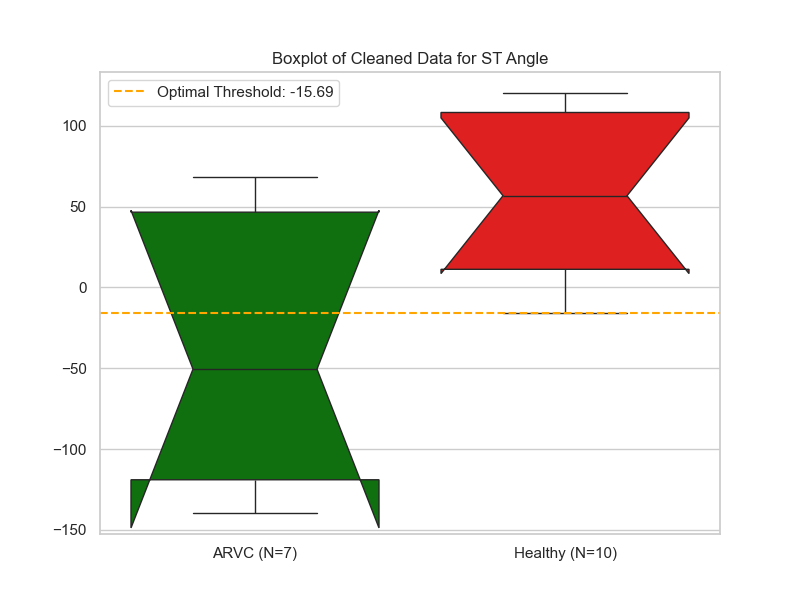 Boxplot of Cleaned Data for ST Angle
Optimal Threshold: -15.69
100
50
0
−50
−100
−150
ARVC (N=7)
Healthy (N=10)